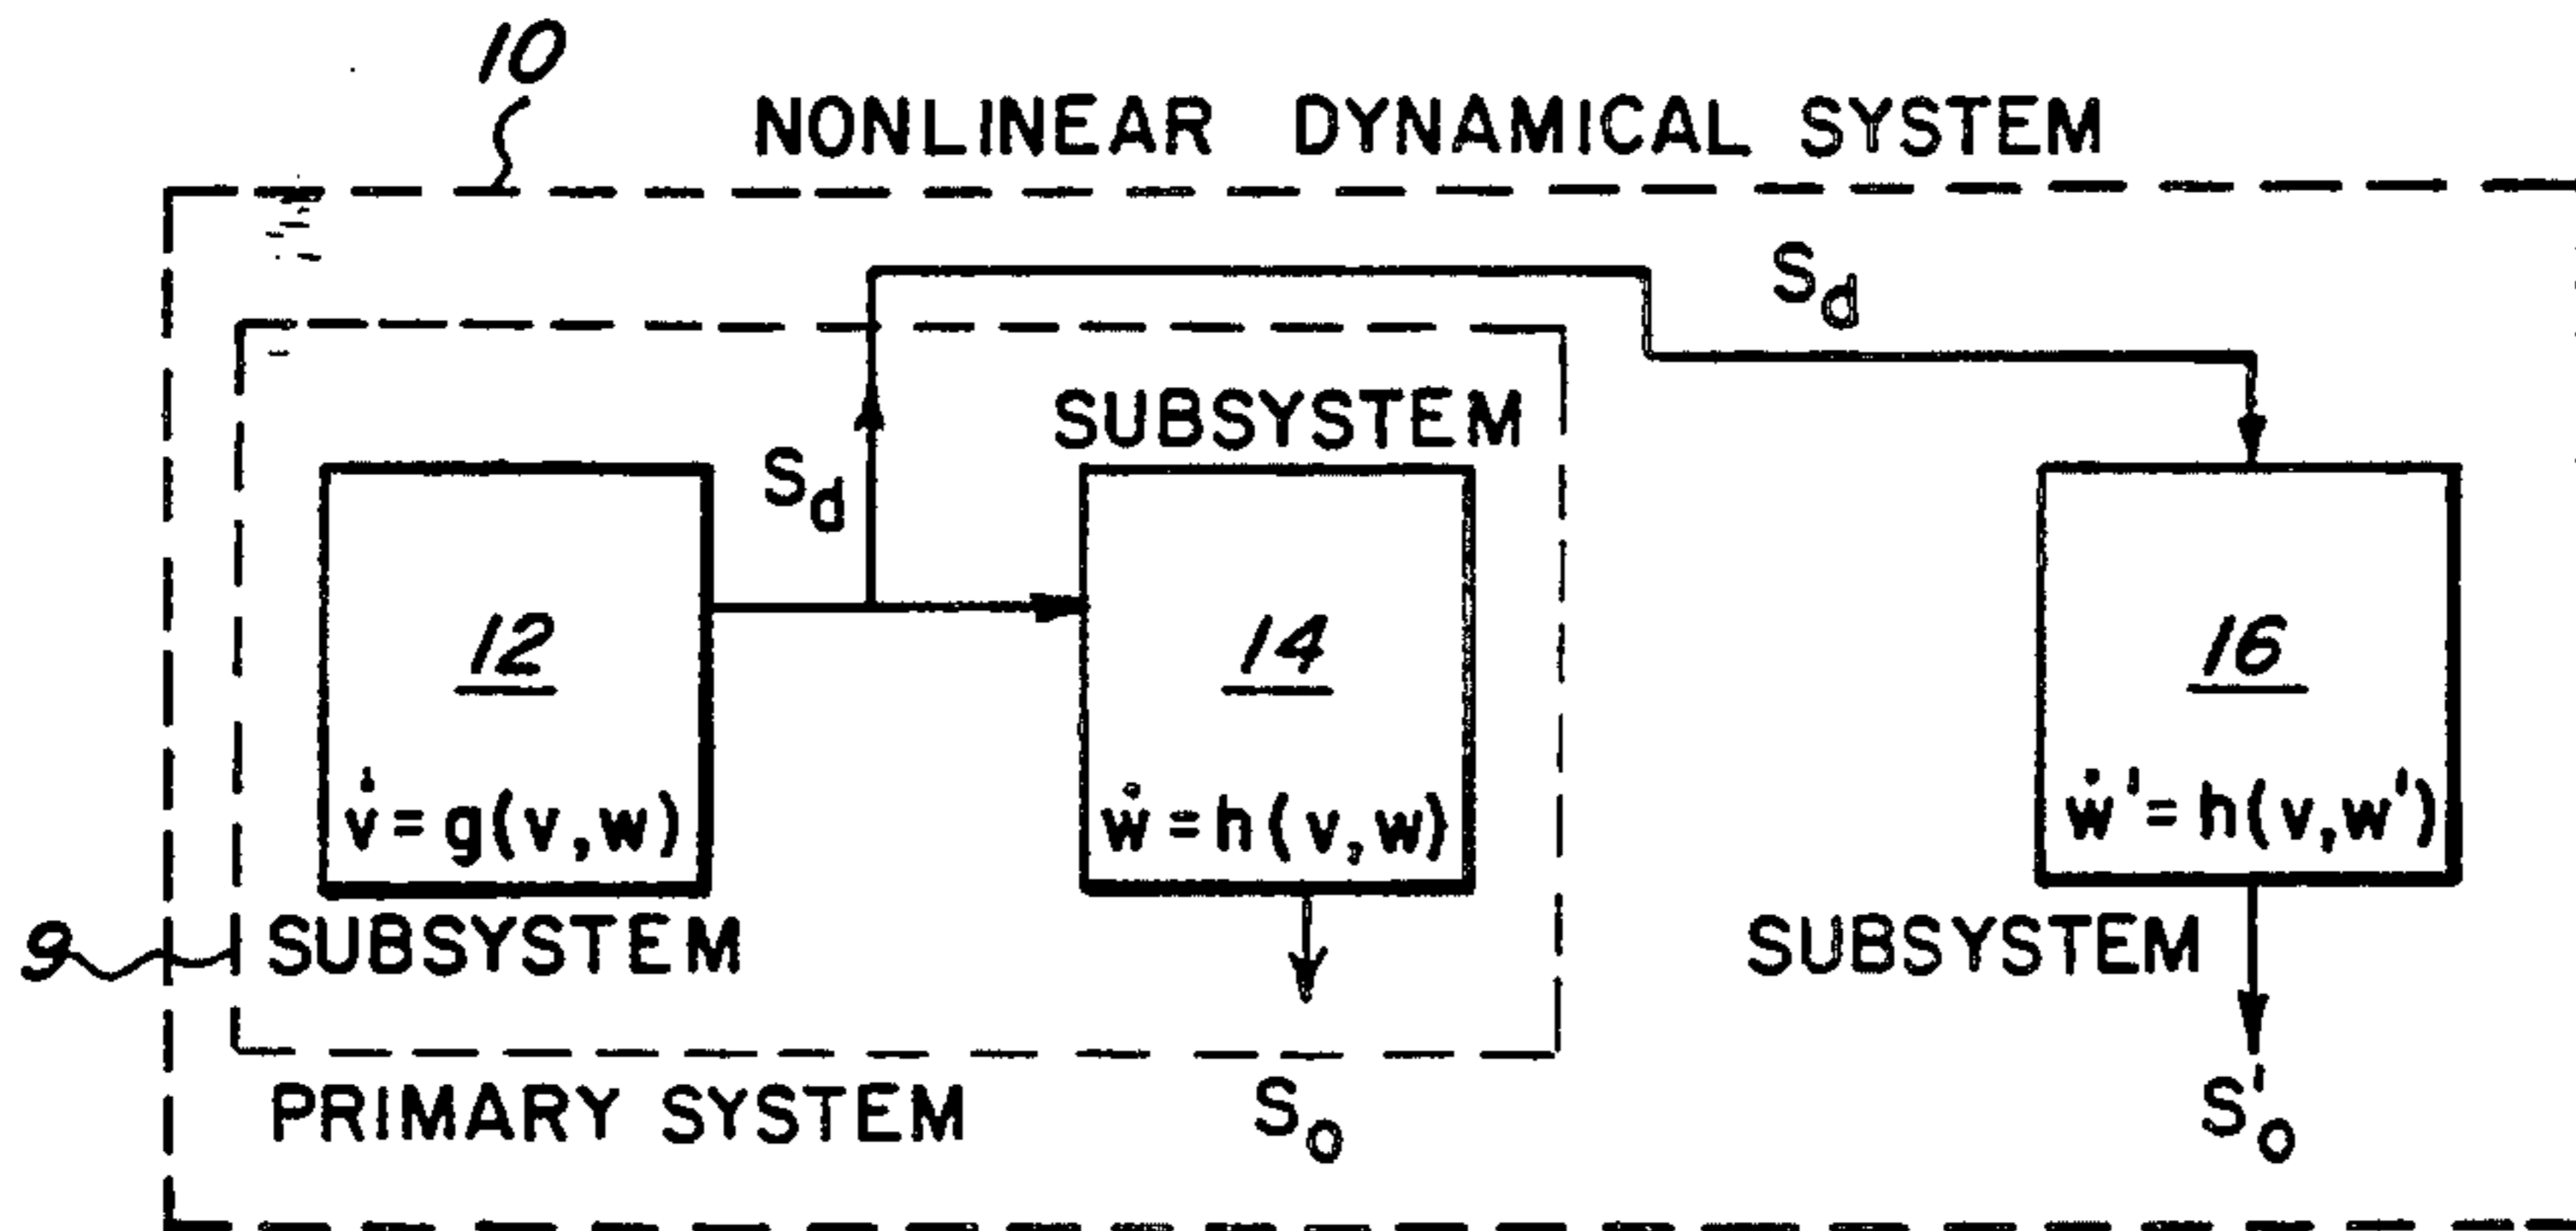 10
NONLINEAR DYNAMICAL SYSTEM
S_d
SUBSYSTEM
S_d
12
14
16
v̇ = g(v,w)
ẇ = h(v,w)
ẇ' = h(v,w')
9
SUBSYSTEM
SUBSYSTEM
PRIMARY SYSTEM
S_o
S'_o